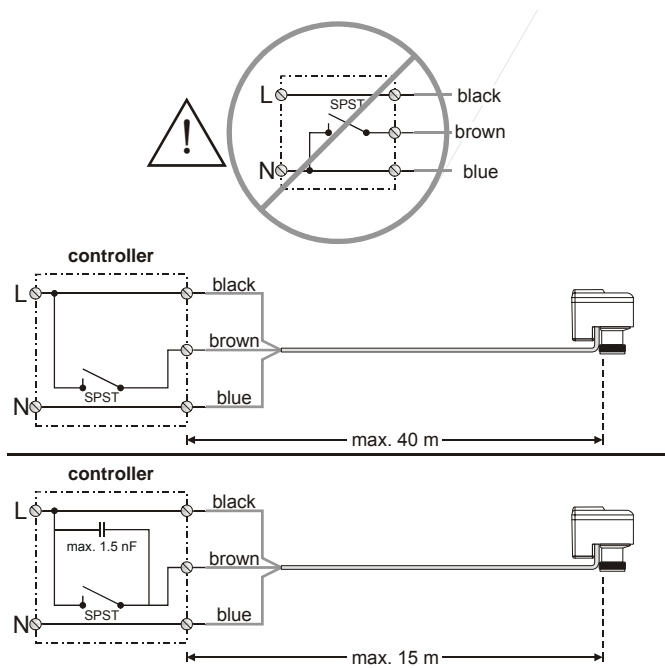 L
SPST
black
brown
N
blue
!
controller
L
black
brown
SPST
N
blue
max. 40 m
controller
L
black
max. 1.5 nF
brown
SPST
N
blue
max. 15 m